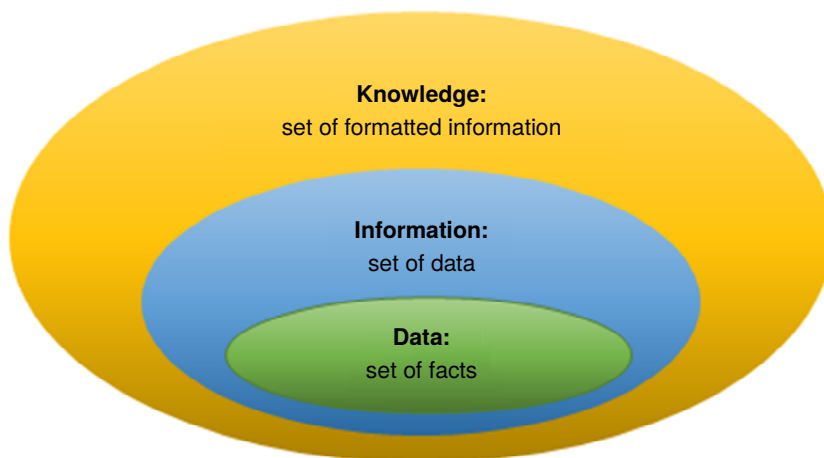 Knowledge:
set of formatted information
Information:
set of data
Data:
set of facts